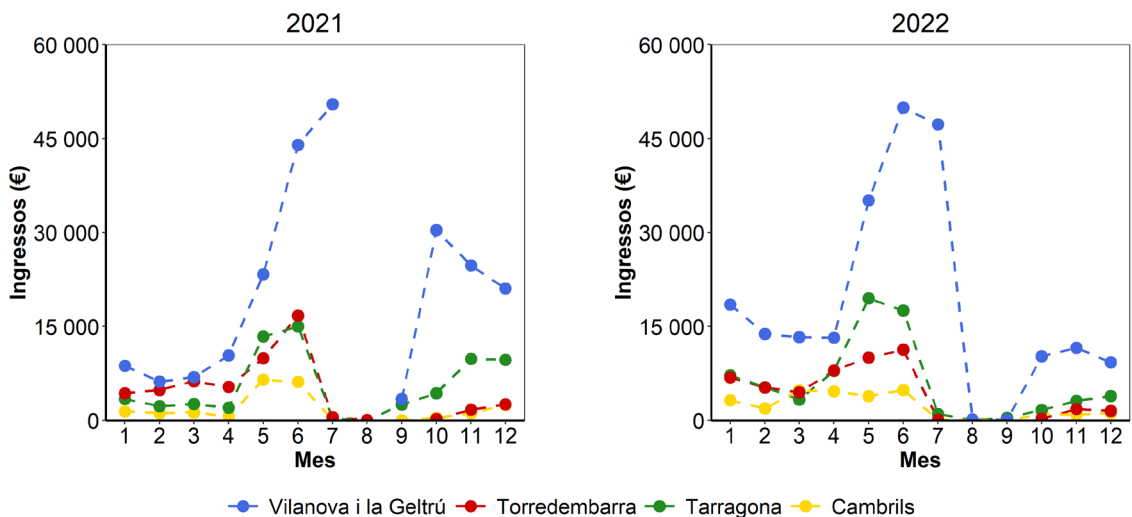 2021
60 000
45 000
30 000
15 000
0
Ingressos (€)
1 2 3 4 5 6 7 8 9 10 11 12
Mes
2022
60 000
45 000
30 000
15 000
0
Ingressos (€)
1 2 3 4 5 6 7 8 9 10 11 12
Mes
Vilanova i la Geltrú Torredembarra Tarragona Cambrils